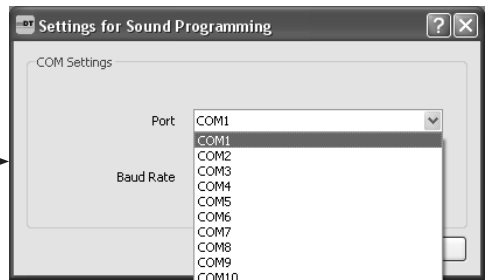 DT Settings for Sound Programming
COM Settings
Port COM1
COM1
COM2
COM3
Baud Rate COM4
COM5
COM6
COM7
COM8
COM9
COM10